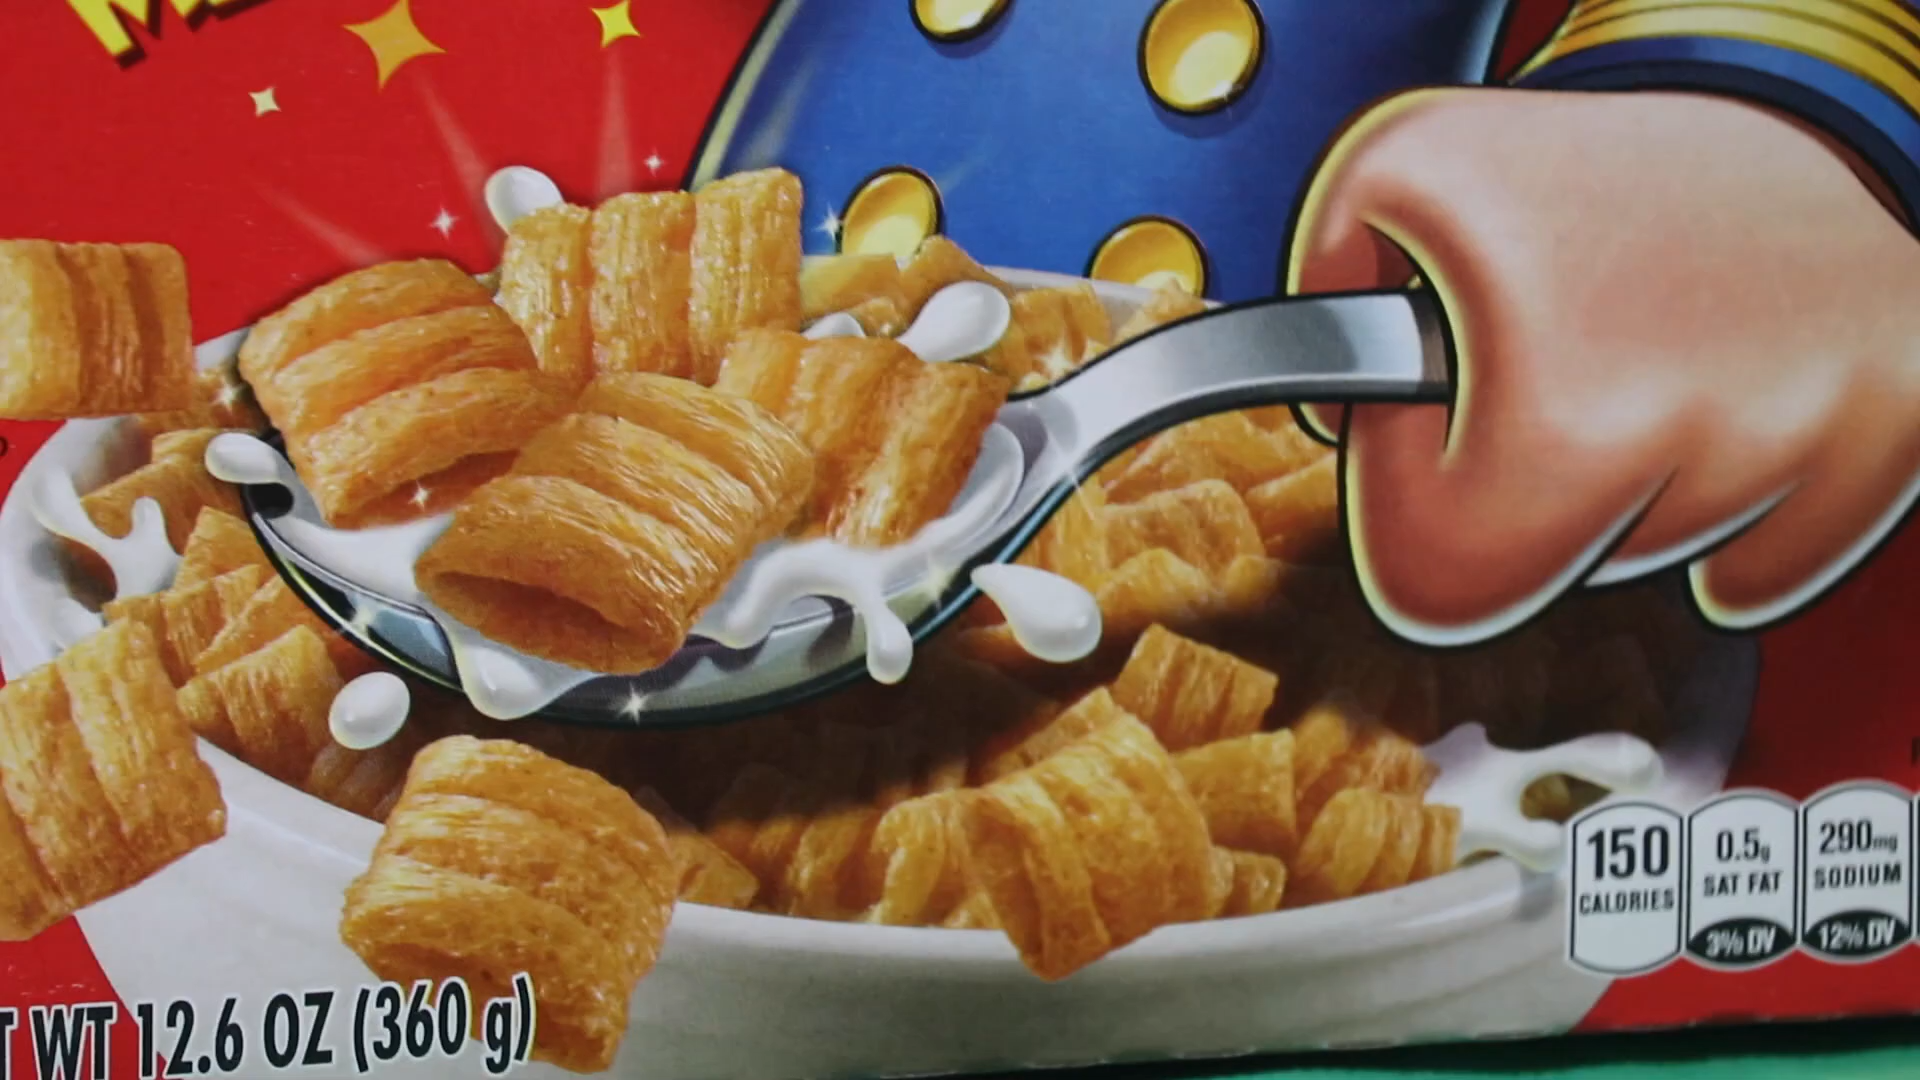 150
CALORIES
0.5g
SAT FAT
3% DV
290mg
SODIUM
12% DV
T WT 12.6 OZ (360 g)